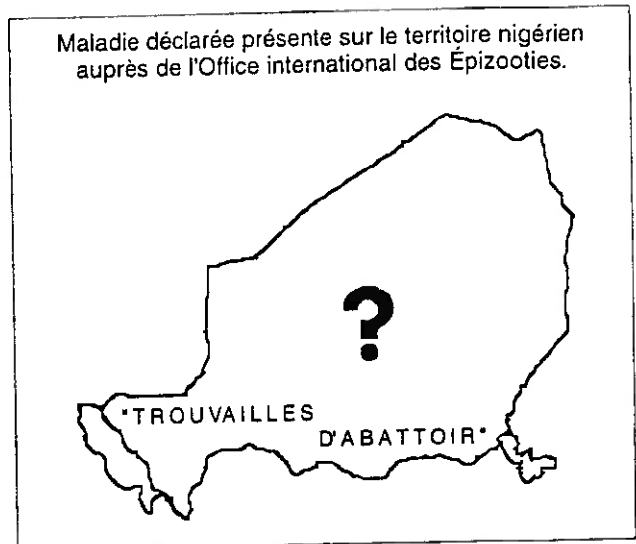 Maladie déclarée présente sur le territoire nigérien
auprès de l'Office international des Épizooties.
?
"TROUVAILLES
D'ABATTOIR"